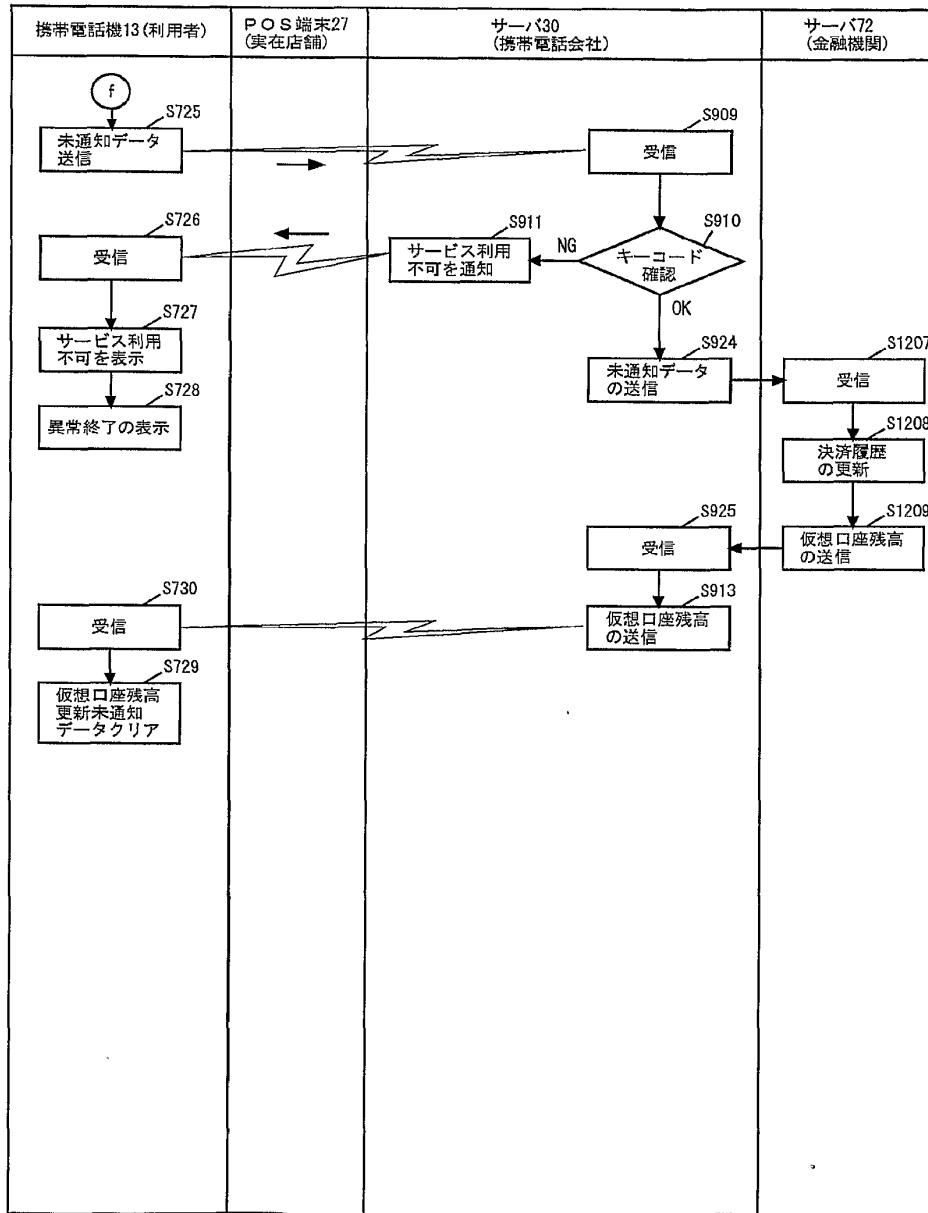 携帯電話機13(利用者)
POS端末27
(実在店舗)
サーバ30
(携帯電話会社)
サーバ72
(金融機関)
f
S725
未通知データ
送信
S909
受信
S726
受信
S911
サービス利用
不可を通知
NG
S910
キーコード
確認
OK
S727
サービス利用
不可を表示
S924
未通知データ
の送信
S1207
受信
S728
異常終了の表示
S1208
決済履歴
の更新
S925
受信
S1209
仮想口座残高
の送信
S730
受信
S913
仮想口座残高
の送信
S729
仮想口座残高
更新未通知
データクリア